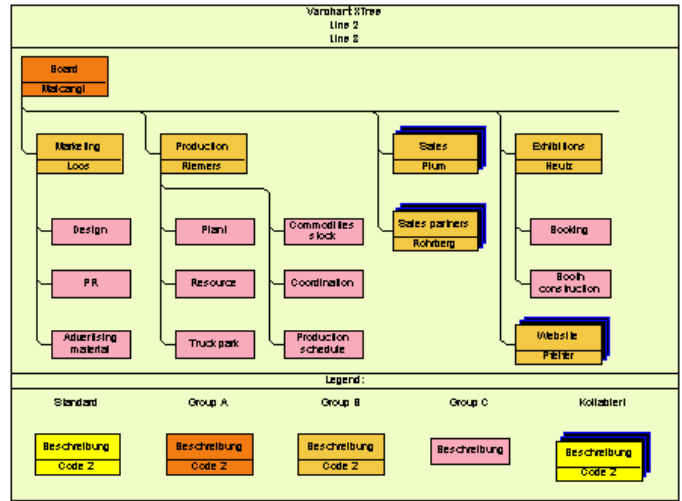 Varchart XTree
Line 2
Line 3
Board
Malcangi
Marketing
Loos
Production
Riemers
Sales
Plum
Exhibitions
Neutz
Design
Plant
Commodities
stock
Sales partners
Rohrberg
Booking
PR
Resource
Coordination
Booth
construction
Advertising
material
Truck park
Production
schedule
Website
Pfeifer
Legend:
Standard
Group A
Group B
Group C
Kollabiert
Beschreibung
Code 2
Beschreibung
Code 2
Beschreibung
Code 2
Beschreibung
Beschreibung
Code 2